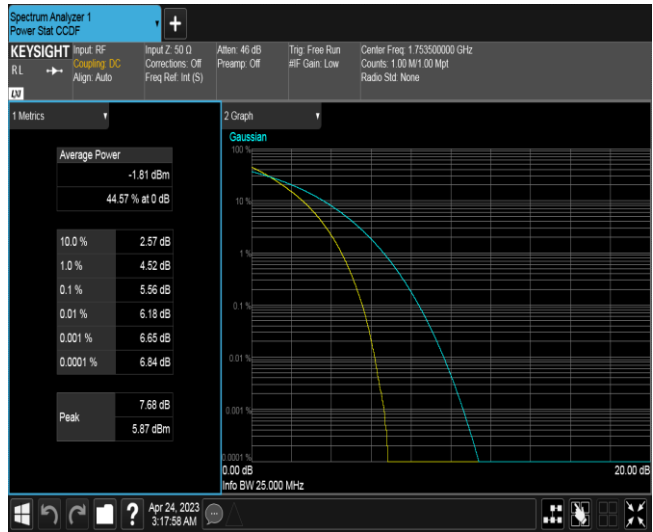 Spectrum Analyzer 1
Power Stat CCDF
+
KEYSIGHT
RL
Input: RF
Coupling: DC
Align: Auto
Input Z: 50 Ω
Corrections: Off
Freq Ref: Int (S)
Atten: 46 dB
Preamp: Off
Trig: Free Run
#IF Gain: Low
Center Freq: 1.753500000 GHz
Counts: 1.00 M/1.00 Mpt
Radio Std: None
1 Metrics
Average Power
-1.81 dBm
44.57 % at 0 dB
10.0 % 2.57 dB
1.0 % 4.52 dB
0.1 % 5.56 dB
0.01 % 6.18 dB
0.001 % 6.65 dB
0.0001 % 6.84 dB
Peak
7.68 dB
5.87 dBm
2 Graph
Gaussian
100 %
10 %
1 %
0.1 %
0.01 %
0.001 %
0.0001 %
0.00 dB
20.00 dB
Info BW 25.000 MHz
?
Apr 24, 2023
3:17:58 AM